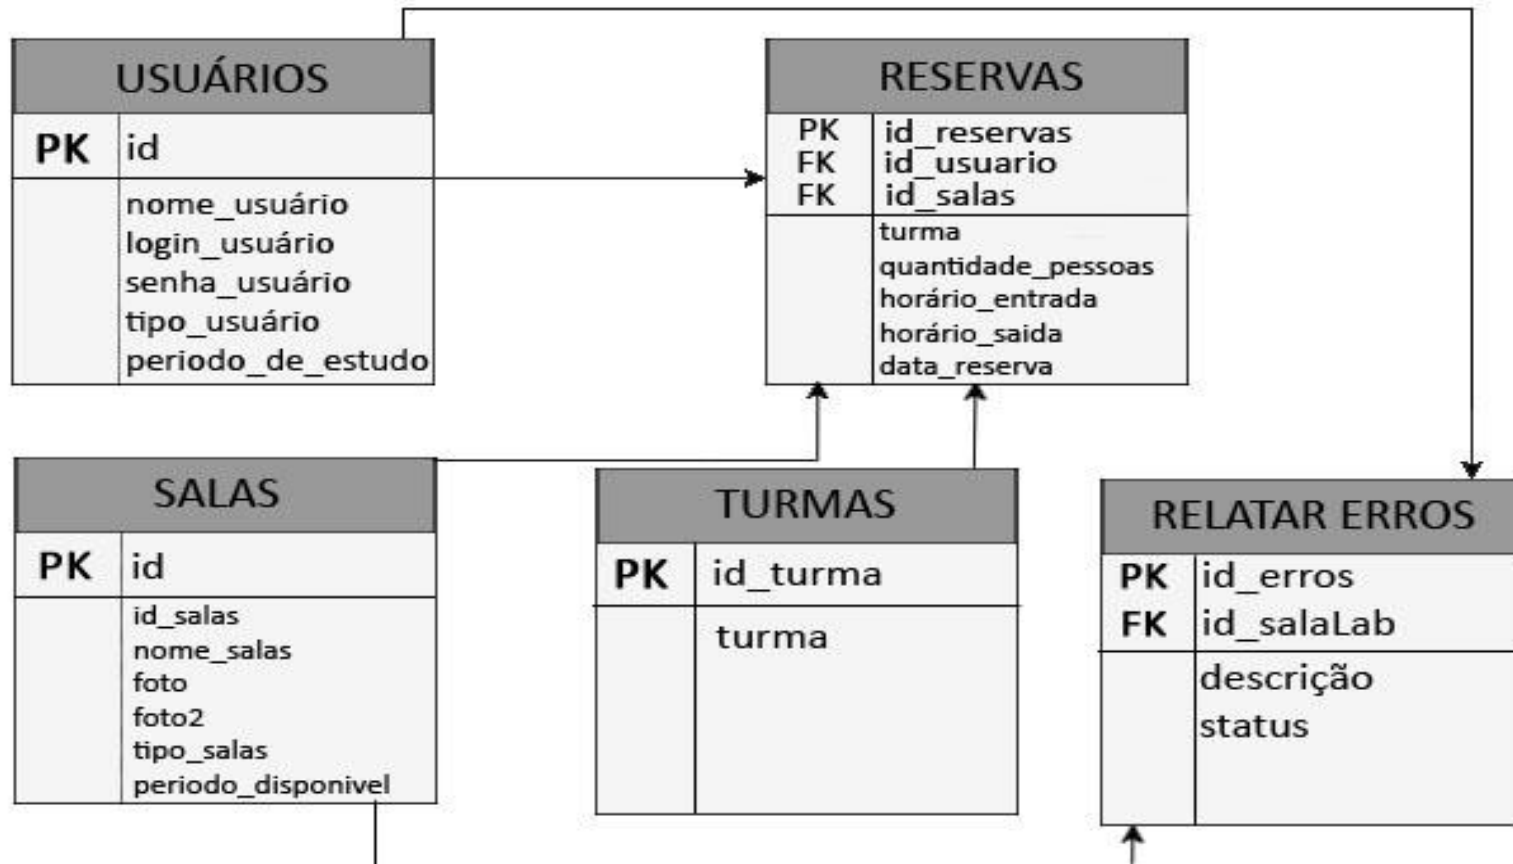 USUÁRIOS
PK id
nome_usuário
login_usuário
senha_usuário
tipo_usuário
periodo_de_estudo
RESERVAS
PK id_reservas
FK id_usuario
FK id_salas
turma
quantidade_pessoas
horário_entrada
horário_saida
data_reserva
SALAS
PK id
id_salas
nome_salas
foto
foto2
tipo_salas
periodo_disponivel
TURMAS
PK id_turma
turma
RELATAR ERROS
PK id_erros
FK id_salaLab
descrição
status